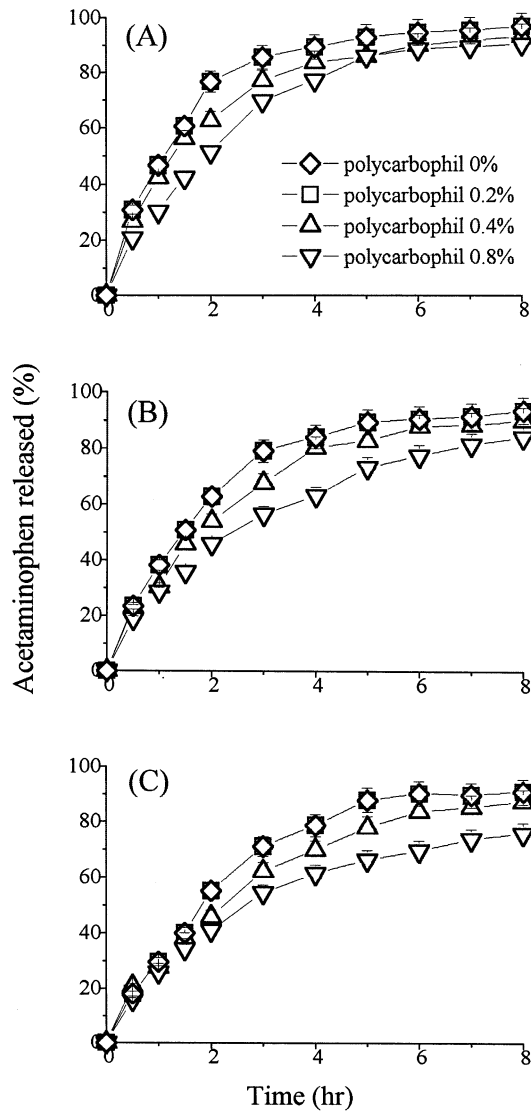 (A)
100
80
60
40
20
0
0 2 4 6 8
polycarbophil 0%
polycarbophil 0.2%
polycarbophil 0.4%
polycarbophil 0.8%
Acetaminophen released (%)
(B)
100
80
60
40
20
0
0 2 4 6 8
(C)
100
80
60
40
20
0
0 2 4 6 8
Time (hr)